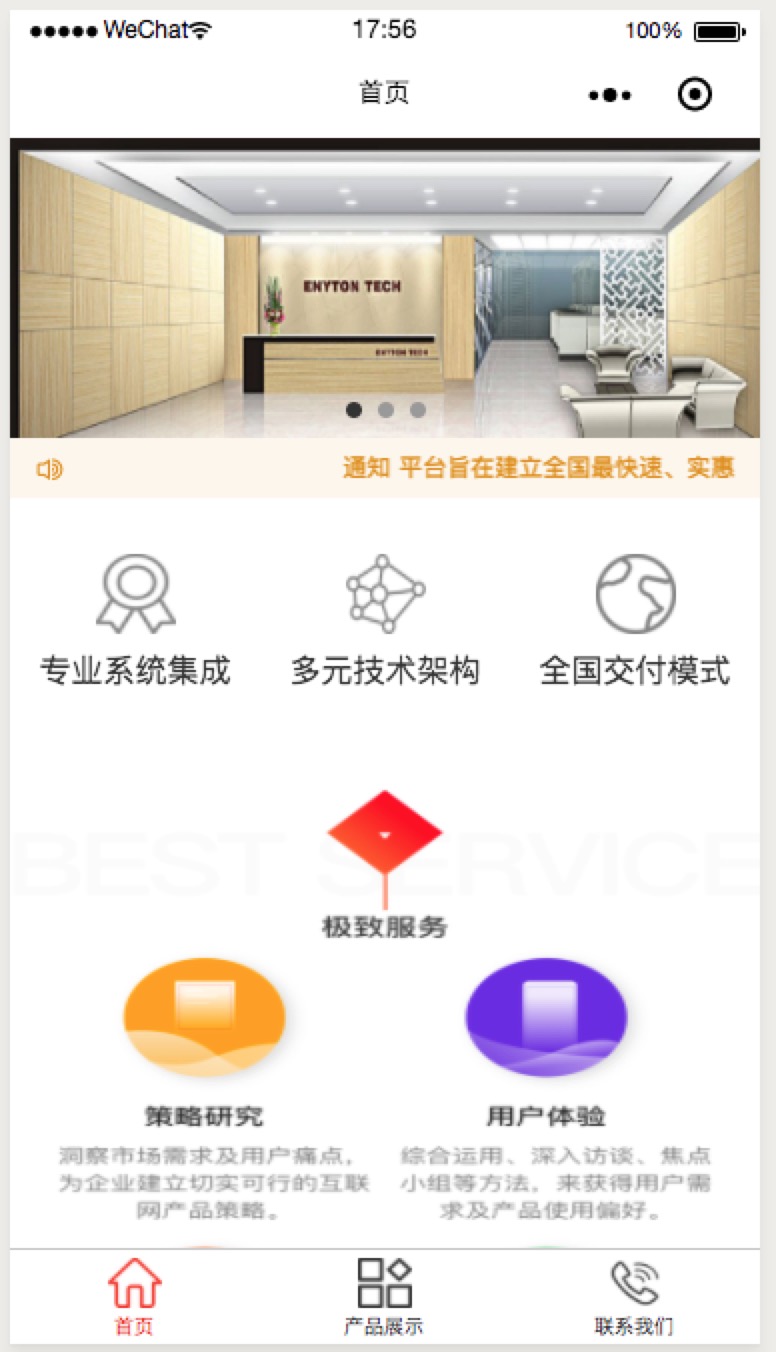 WeChat
17:56
100%
首页
ENYTON TECH
ENYTON TECH
通知 平台旨在建立全国最快速、实惠
专业系统集成
多元技术架构
全国交付模式
BEST SERVICE
极致服务
策略研究
用户体验
洞察市场需求及用户痛点，
为企业建立切实可行的互联
网产品策略。
综合运用、深入访谈、焦点
小组等方法，来获得用户需
求及产品使用偏好。
首页
产品展示
联系我们